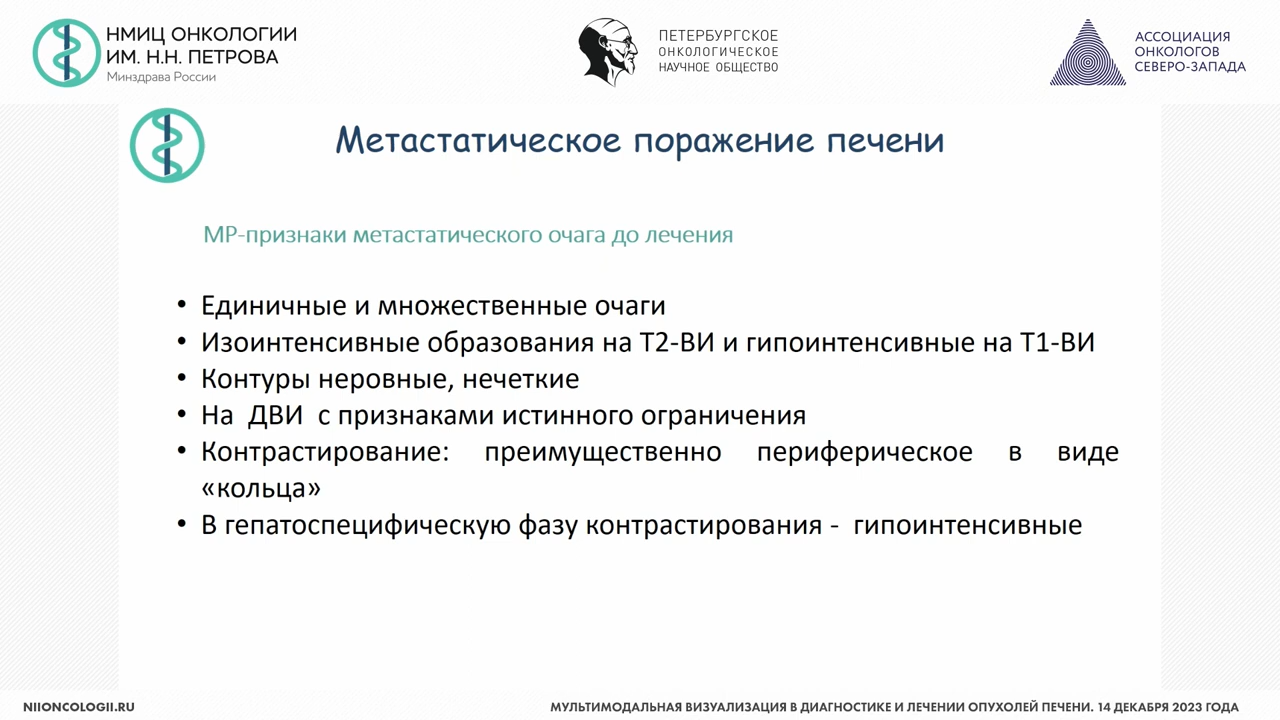 НМИЦ ОНКОЛОГИИ
ИМ. Н.Н. ПЕТРОВА
Минздрава России
ПЕТЕРБУРГСКОЕ
ОНКОЛОГИЧЕСКОЕ
НАУЧНОЕ ОБЩЕСТВО
АССОЦИАЦИЯ
ОНКОЛОГОВ
СЕВЕРО-ЗАПАДА
Метастатическое поражение печени
МР-признаки метастатического очага до лечения
• Единичные и множественные очаги
• Изоинтенсивные образования на Т2-ВИ и гипоинтенсивные на Т1-ВИ
• Контуры неровные, нечеткие
• На ДВИ с признаками истинного ограничения
• Контрастирование: преимущественно периферическое в виде
«кольца»
• В гепатоспецифическую фазу контрастирования - гипоинтенсивные
NIIONCOLOGII.RU
МУЛЬТИМОДАЛЬНАЯ ВИЗУАЛИЗАЦИЯ В ДИАГНОСТИКЕ И ЛЕЧЕНИИ ОПУХОЛЕЙ ПЕЧЕНИ. 14 ДЕКАБРЯ 2023 ГОДА